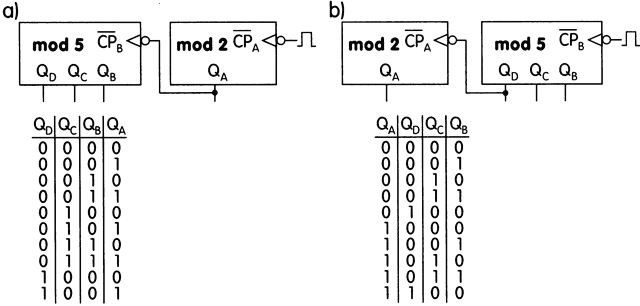 a)
mod 5 CP̅_B
Q_D Q_C Q_B
mod 2 CP̅_A
Q_A
Q_D Q_C Q_B Q_A
0 0 0 0
0 0 0 1
0 0 1 0
0 0 1 1
0 1 0 0
0 1 0 1
0 1 1 0
0 1 1 1
1 0 0 0
1 0 0 1
b)
mod 2 CP̅_A
Q_A
mod 5 CP̅_B
Q_D Q_C Q_B
Q_A Q_D Q_C Q_B
0 0 0 0
0 0 0 1
0 0 1 0
0 0 1 1
0 1 0 0
1 0 0 0
1 0 0 1
1 0 1 0
1 0 1 1
1 1 0 0